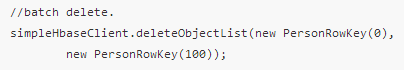 //batch delete.
simpleHbaseClient.deleteObjectList(new PersonRowKey(0),
new PersonRowKey(100));